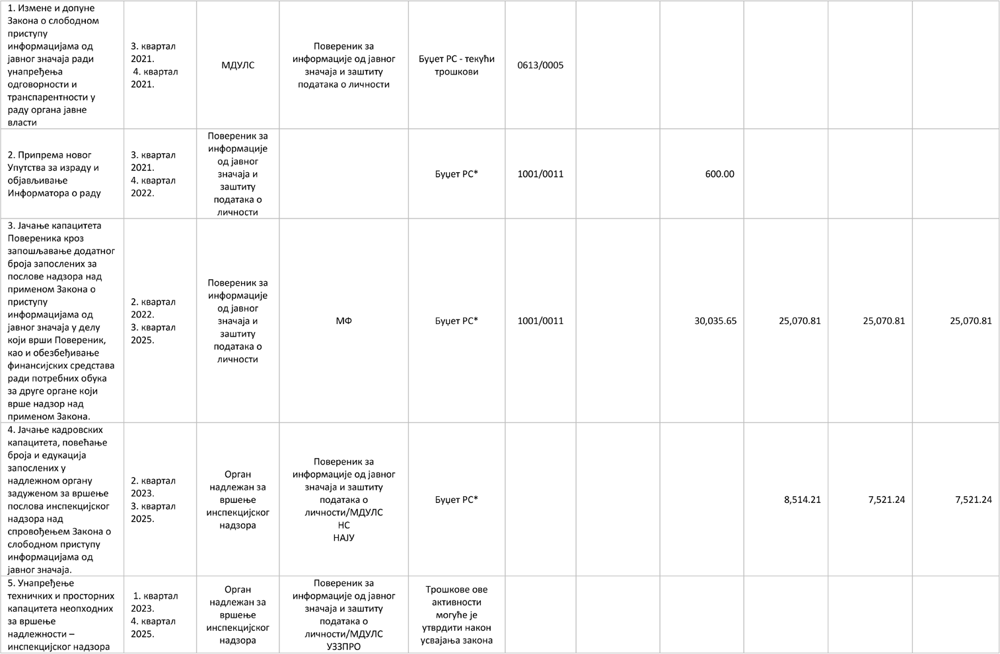 1. Измене и допуне
Закона о слободном
приступу
информацијама од
јавног значаја ради
унапређења
одговорности и
транспарентности у
раду органа јавне
власти
3. квартал
2021.
4. квартал
2021.
МДУЛС
Повереник за
информације од јавног
значаја и заштиту
података о личности
Буџет РС - текући
трошкови
0613/0005
2. Припрема новог
Упутства за израду и
објављивање
Информатора о раду
3. квартал
2021.
4. квартал
2022.
Повереник за
информације
од јавног
значаја и
заштиту
података о
личности
Буџет РС*
1001/0011
600.00
3. Јачање капацитета
Повереника кроз
запошљавање додатног
броја запослених за
послове надзора над
применом Закона о
приступу
информацијама од
јавног значаја у делу
који врши Повереник,
као и обезбеђивање
финансијских средстава
ради потребних обука
за друге органе који
врше надзор над
применом Закона.
2. квартал
2022.
3. квартал
2025.
Повереник за
информације
од јавног
значаја и
заштиту
података о
личности
МФ
Буџет РС*
1001/0011
30,035.65
25,070.81
25,070.81
25,070.81
4. Јачање кадровских
капацитета, повећање
броја и едукација
запослених у
надлежном органу
задуженом за вршење
послова инспекцијског
надзора над
спровођењем Закона о
слободном приступу
информацијама од
јавног значаја.
2. квартал
2023.
3. квартал
2025.
Орган
надлежан за
вршење
инспекцијског
надзора
Повереник за
информације од јавног
значаја и заштиту
података о
личности/МДУЛС
НС
НАЈУ
Буџет РС*
8,514.21
7,521.24
7,521.24
5. Унапређење
техничких и просторних
капацитета неопходних
за вршење
надлежности –
инспекцијског надзора
1. квартал
2023.
4. квартал
2025.
Орган
надлежан за
вршење
инспекцијског
надзора
Повереник за
информације од јавног
значаја и заштиту
података о
личности/МДУЛС
УЗЗПРО
Трошкове ове
активности
могуће је
утврдити након
усвајања закона